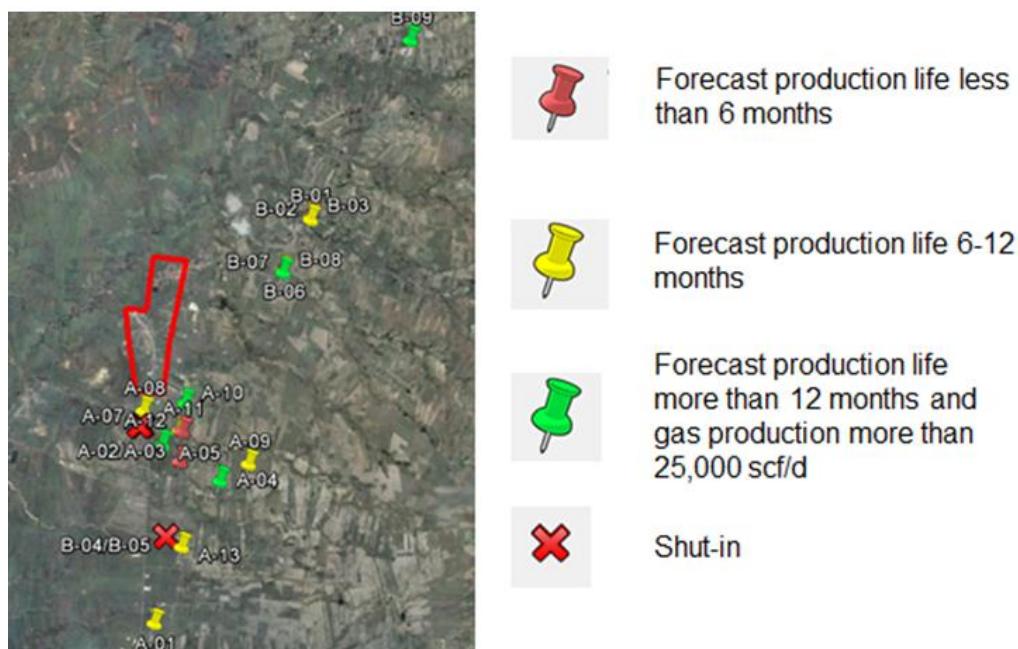 B-09
B-01
B-02
B-03
B-07
B-08
B-06
A-08
A-10
A-07
A-11
A-12
A-02/A-03
A-05
A-09
A-04
B-04/B-05
A-13
A-01
Forecast production life less
than 6 months
Forecast production life 6-12
months
Forecast production life
more than 12 months and
gas production more than
25,000 scf/d
Shut-in